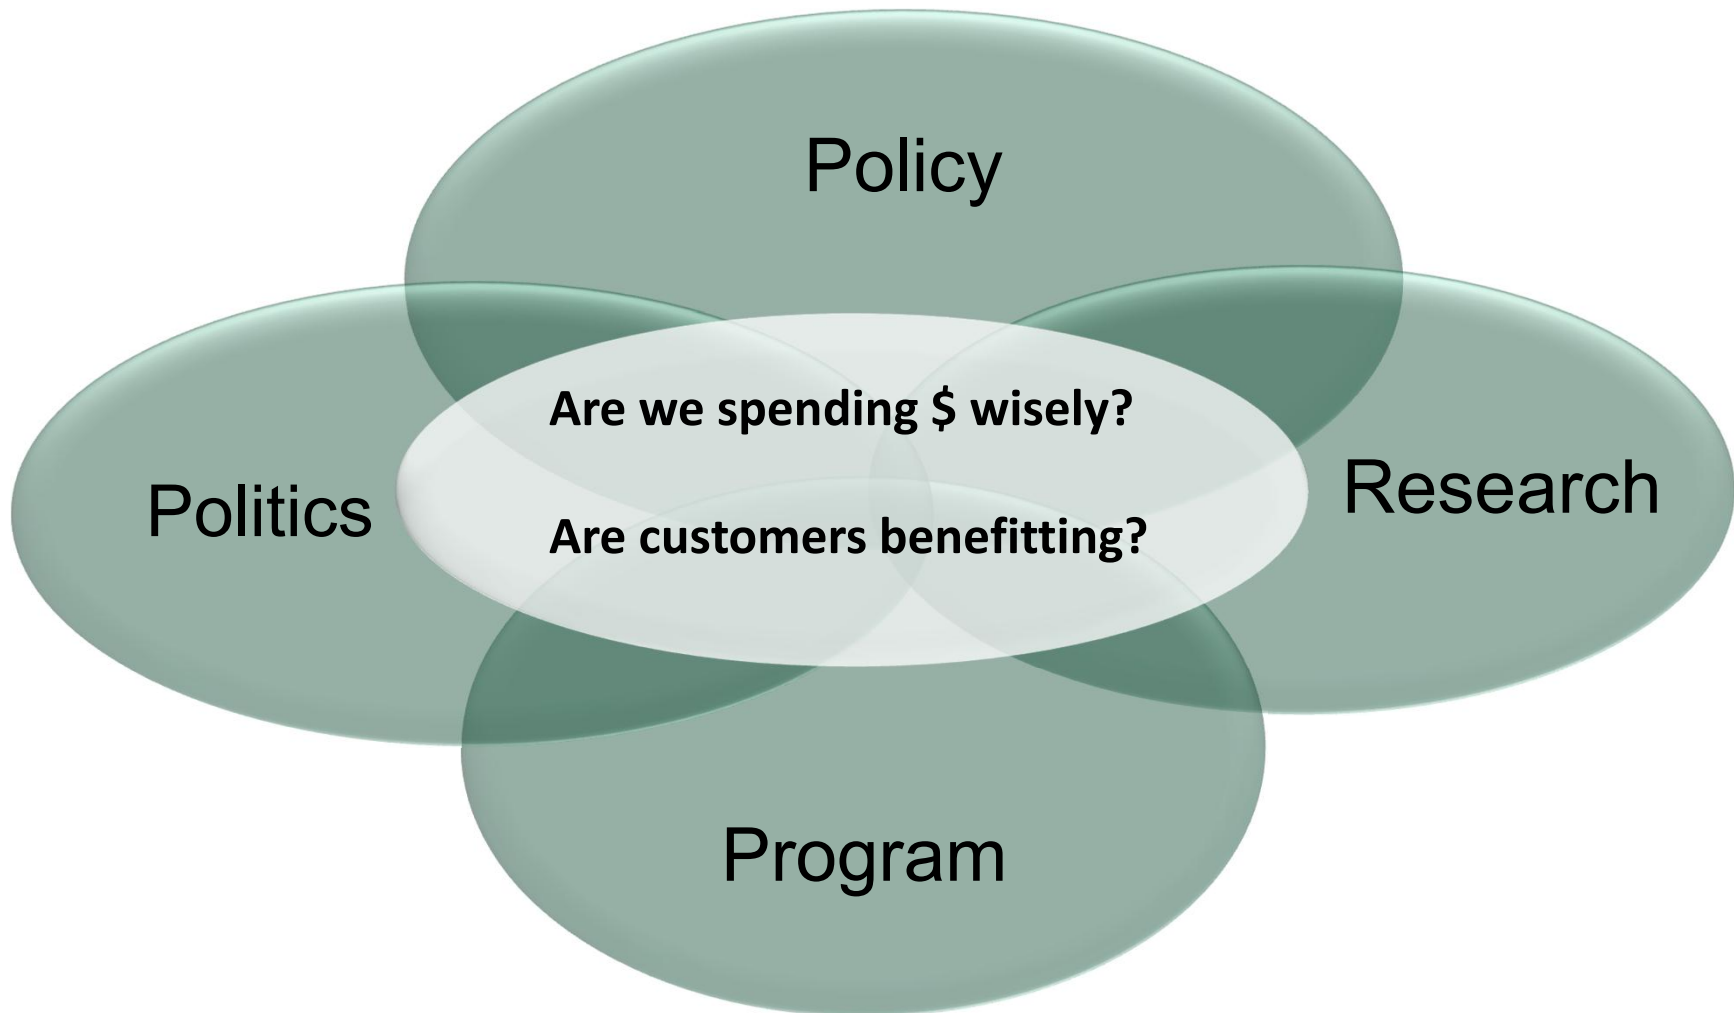 Policy
Are we spending $ wisely?
Politics
Research
Are customers benefitting?
Program